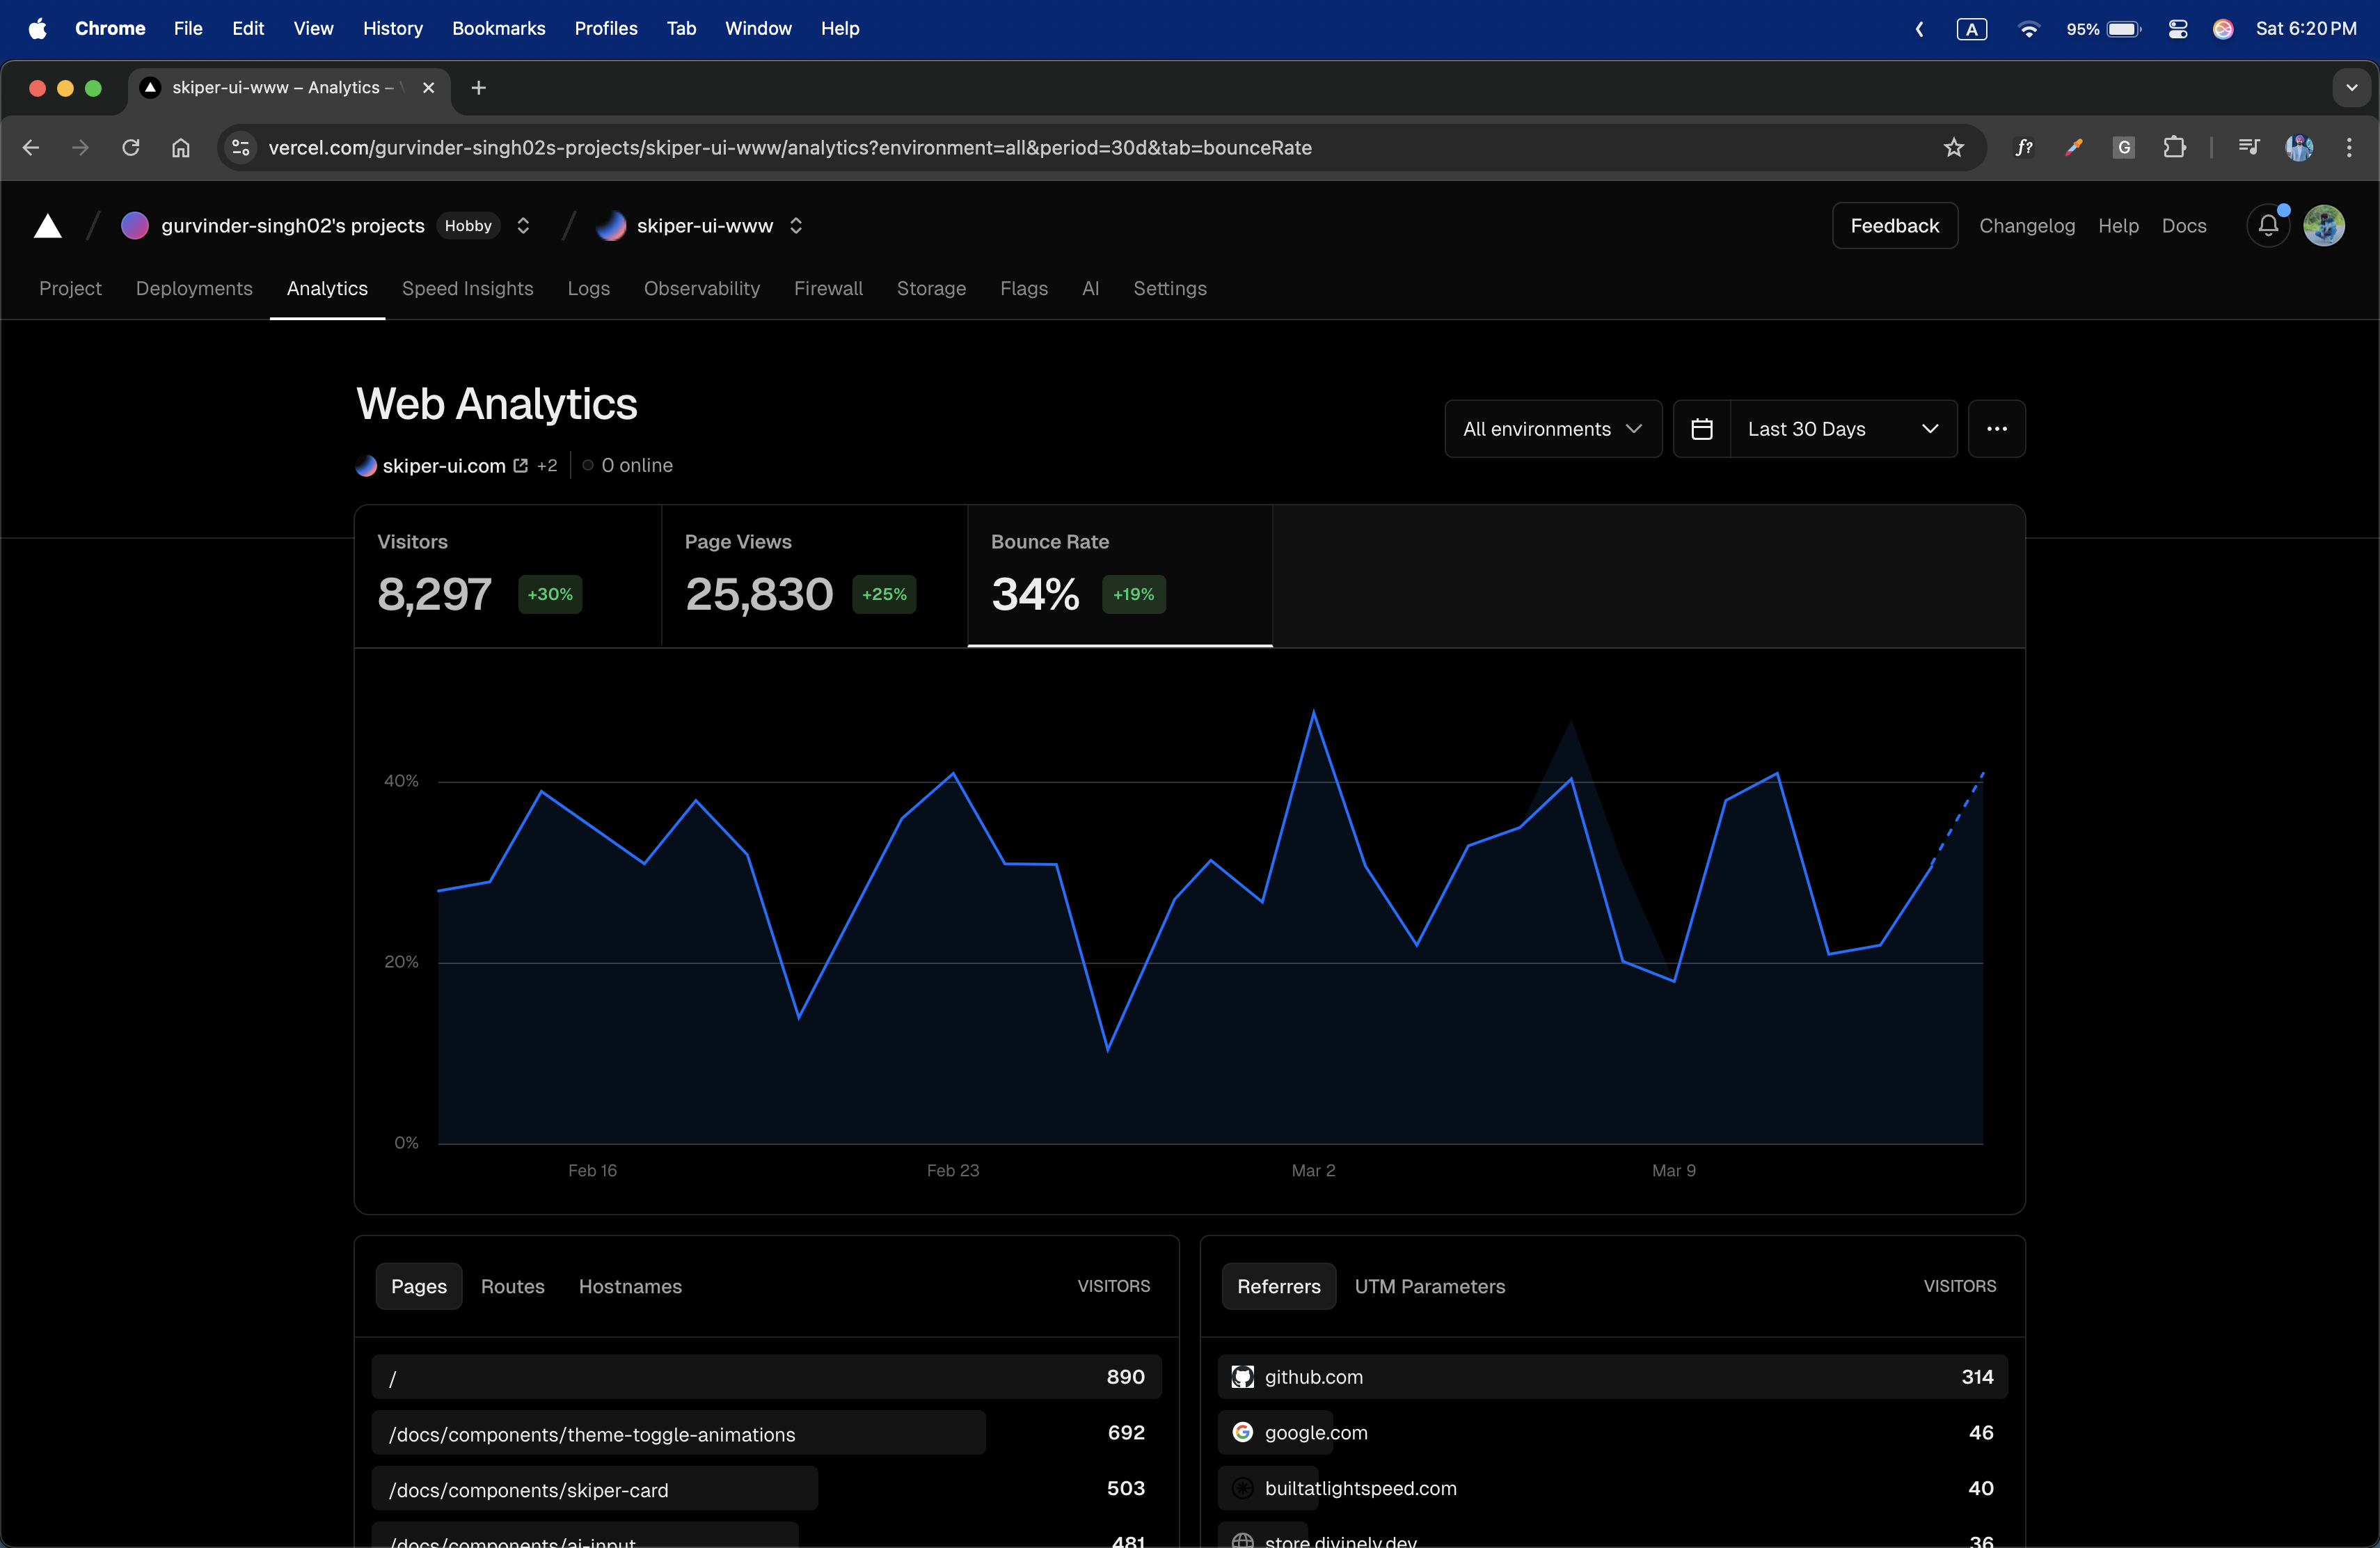 Chrome File Edit View History Bookmarks Profiles Tab Window Help
A 95% Sat 6:20 PM
skiper-ui-www – Analytics –
vercel.com/gurvinder-singh02s-projects/skiper-ui-www/analytics?environment=all&period=30d&tab=bounceRate
f? G
gurvinder-singh02's projects Hobby skiper-ui-www
Feedback Changelog Help Docs
Project Deployments Analytics Speed Insights Logs Observability Firewall Storage Flags AI Settings
Web Analytics
All environments Last 30 Days
skiper-ui.com +2 0 online
Visitors Page Views Bounce Rate
8,297 +30% 25,830 +25% 34% +19%
40%
20%
0%
Feb 16 Feb 23 Mar 2 Mar 9
Pages Routes Hostnames VISITORS
/ 890
/docs/components/theme-toggle-animations 692
/docs/components/skiper-card 503
/docs/components/ai-input 481
Referrers UTM Parameters VISITORS
github.com 314
google.com 46
builtatlightspeed.com 40
store.divinely.dev 36